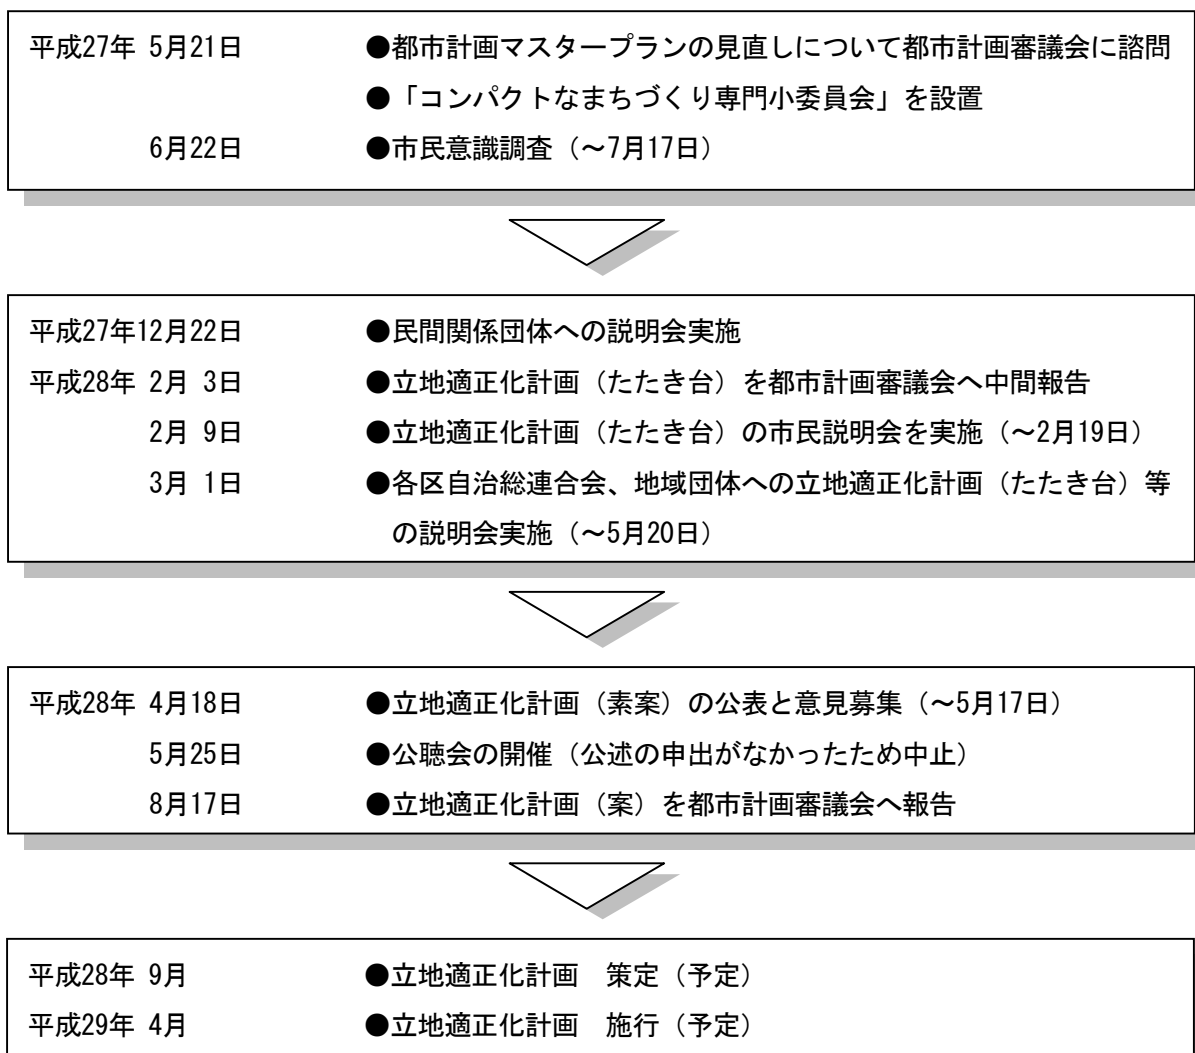 平成27年 5月21日 ●都市計画マスタープランの見直しについて都市計画審議会に諮問
●「コンパクトなまちづくり専門小委員会」を設置
6月22日 ●市民意識調査（～7月17日）
平成27年12月22日 ●民間関係団体への説明会実施
平成28年 2月 3日 ●立地適正化計画（たたき台）を都市計画審議会へ中間報告
2月 9日 ●立地適正化計画（たたき台）の市民説明会を実施（～2月19日）
3月 1日 ●各区自治総連合会、地域団体への立地適正化計画（たたき台）等
の説明会実施（～5月20日）
平成28年 4月18日 ●立地適正化計画（素案）の公表と意見募集（～5月17日）
5月25日 ●公聴会の開催（公述の申出がなかったため中止）
8月17日 ●立地適正化計画（案）を都市計画審議会へ報告
平成28年 9月 ●立地適正化計画　策定（予定）
平成29年 4月 ●立地適正化計画　施行（予定）